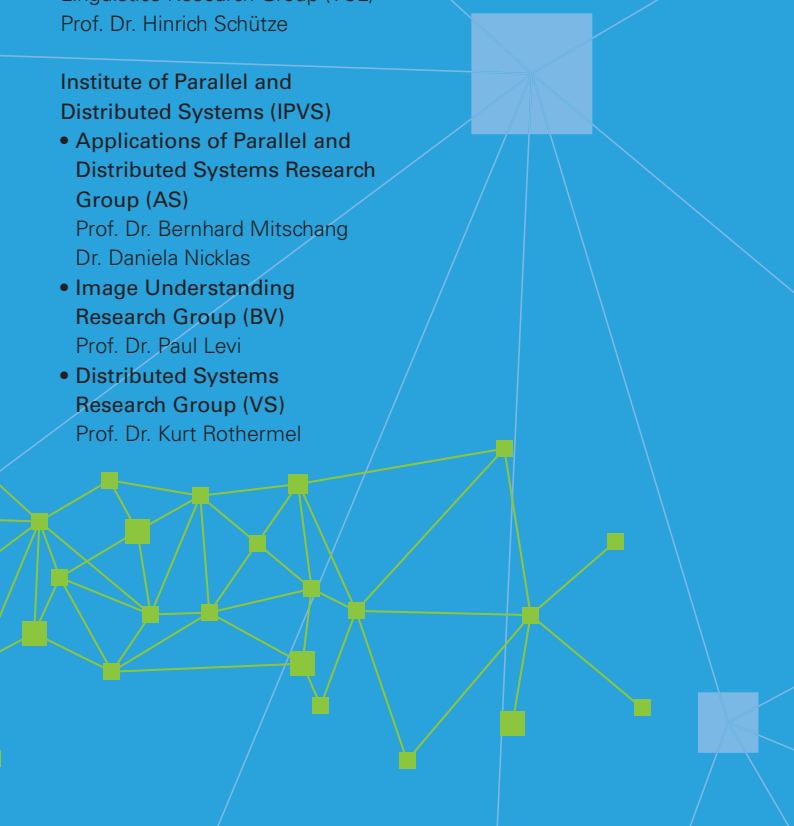 Prof. Dr. Hinrich Schütze
Institute of Parallel and
Distributed Systems (IPVS)
• Applications of Parallel and
Distributed Systems Research
Group (AS)
Prof. Dr. Bernhard Mitschang
Dr. Daniela Nicklas
• Image Understanding
Research Group (BV)
Prof. Dr. Paul Levi
• Distributed Systems
Research Group (VS)
Prof. Dr. Kurt Rothermel